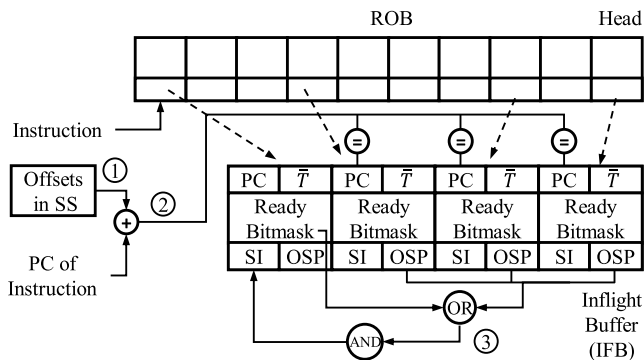 ROB
Head
Instruction
= = =
① Offsets
in SS
②
+
PC of
Instruction
PC T̄ PC T̄ PC T̄ PC T̄
Ready Ready Ready Ready
Bitmask Bitmask Bitmask Bitmask
SI OSP SI OSP SI OSP SI OSP
OR
AND
③
Inflight
Buffer
(IFB)